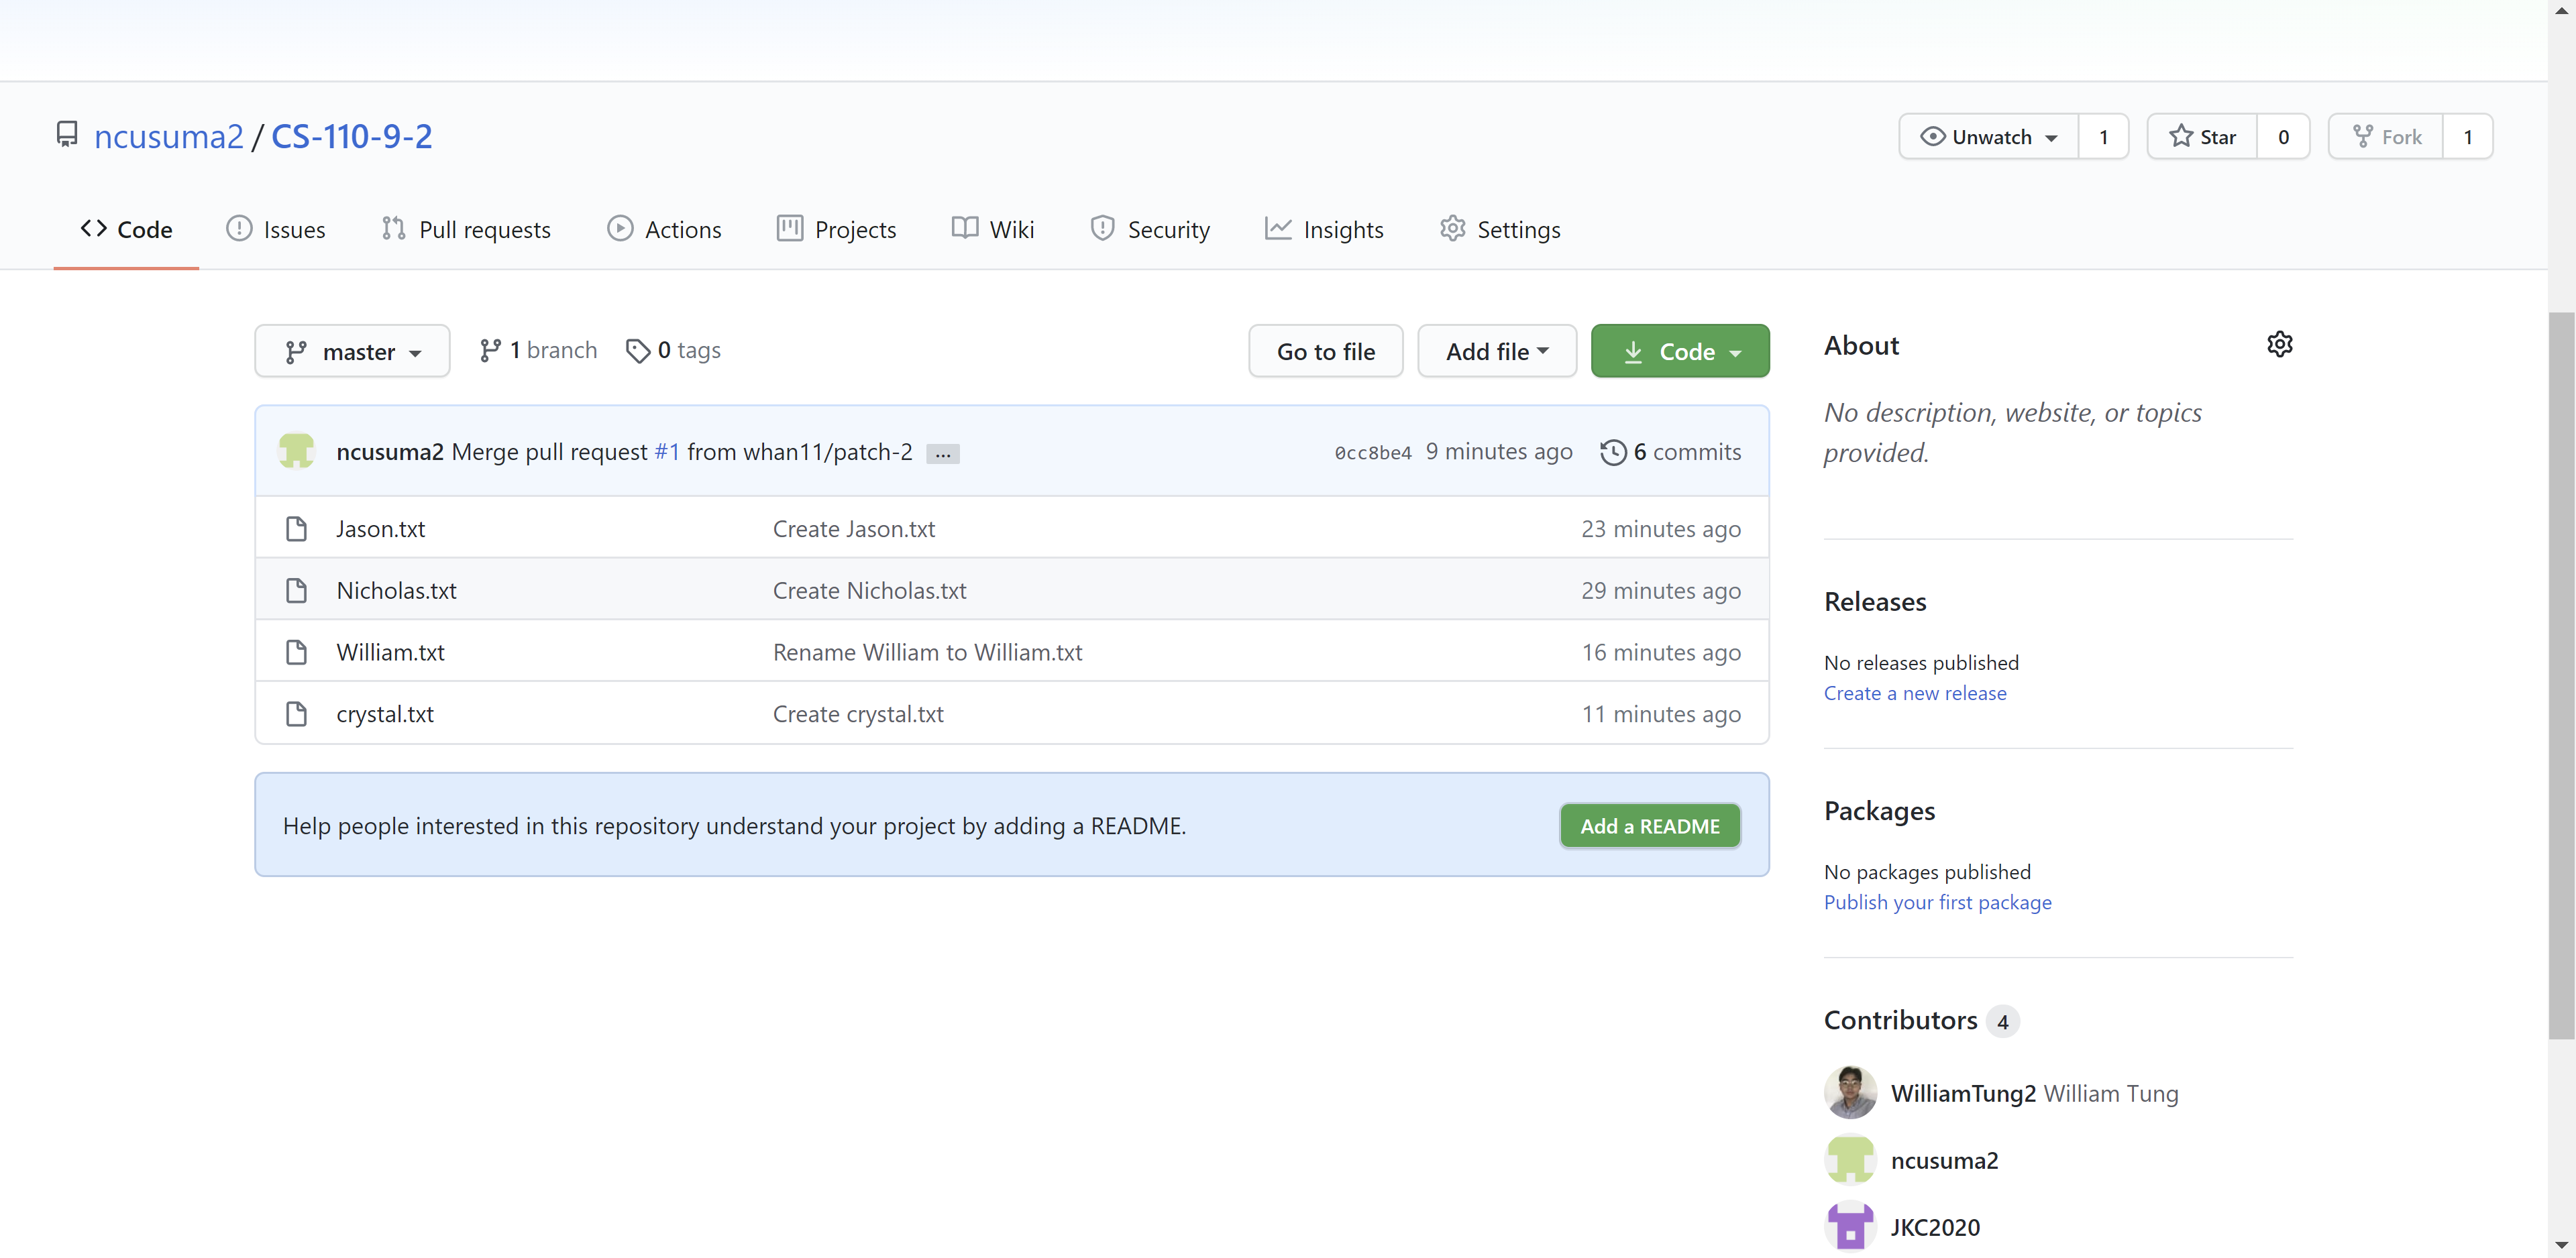 ncusuma2 / CS-110-9-2
Unwatch 1 Star 0 Fork 1
Code Issues Pull requests Actions Projects Wiki Security Insights Settings
master 1 branch 0 tags Go to file Add file Code
ncusuma2 Merge pull request #1 from whan11/patch-2 ... 0cc8be4 9 minutes ago 6 commits
Jason.txt Create Jason.txt 23 minutes ago
Nicholas.txt Create Nicholas.txt 29 minutes ago
William.txt Rename William to William.txt 16 minutes ago
crystal.txt Create crystal.txt 11 minutes ago
Help people interested in this repository understand your project by adding a README. Add a README
About
No description, website, or topics
provided.
Releases
No releases published
Create a new release
Packages
No packages published
Publish your first package
Contributors 4
WilliamTung2 William Tung
ncusuma2
JKC2020